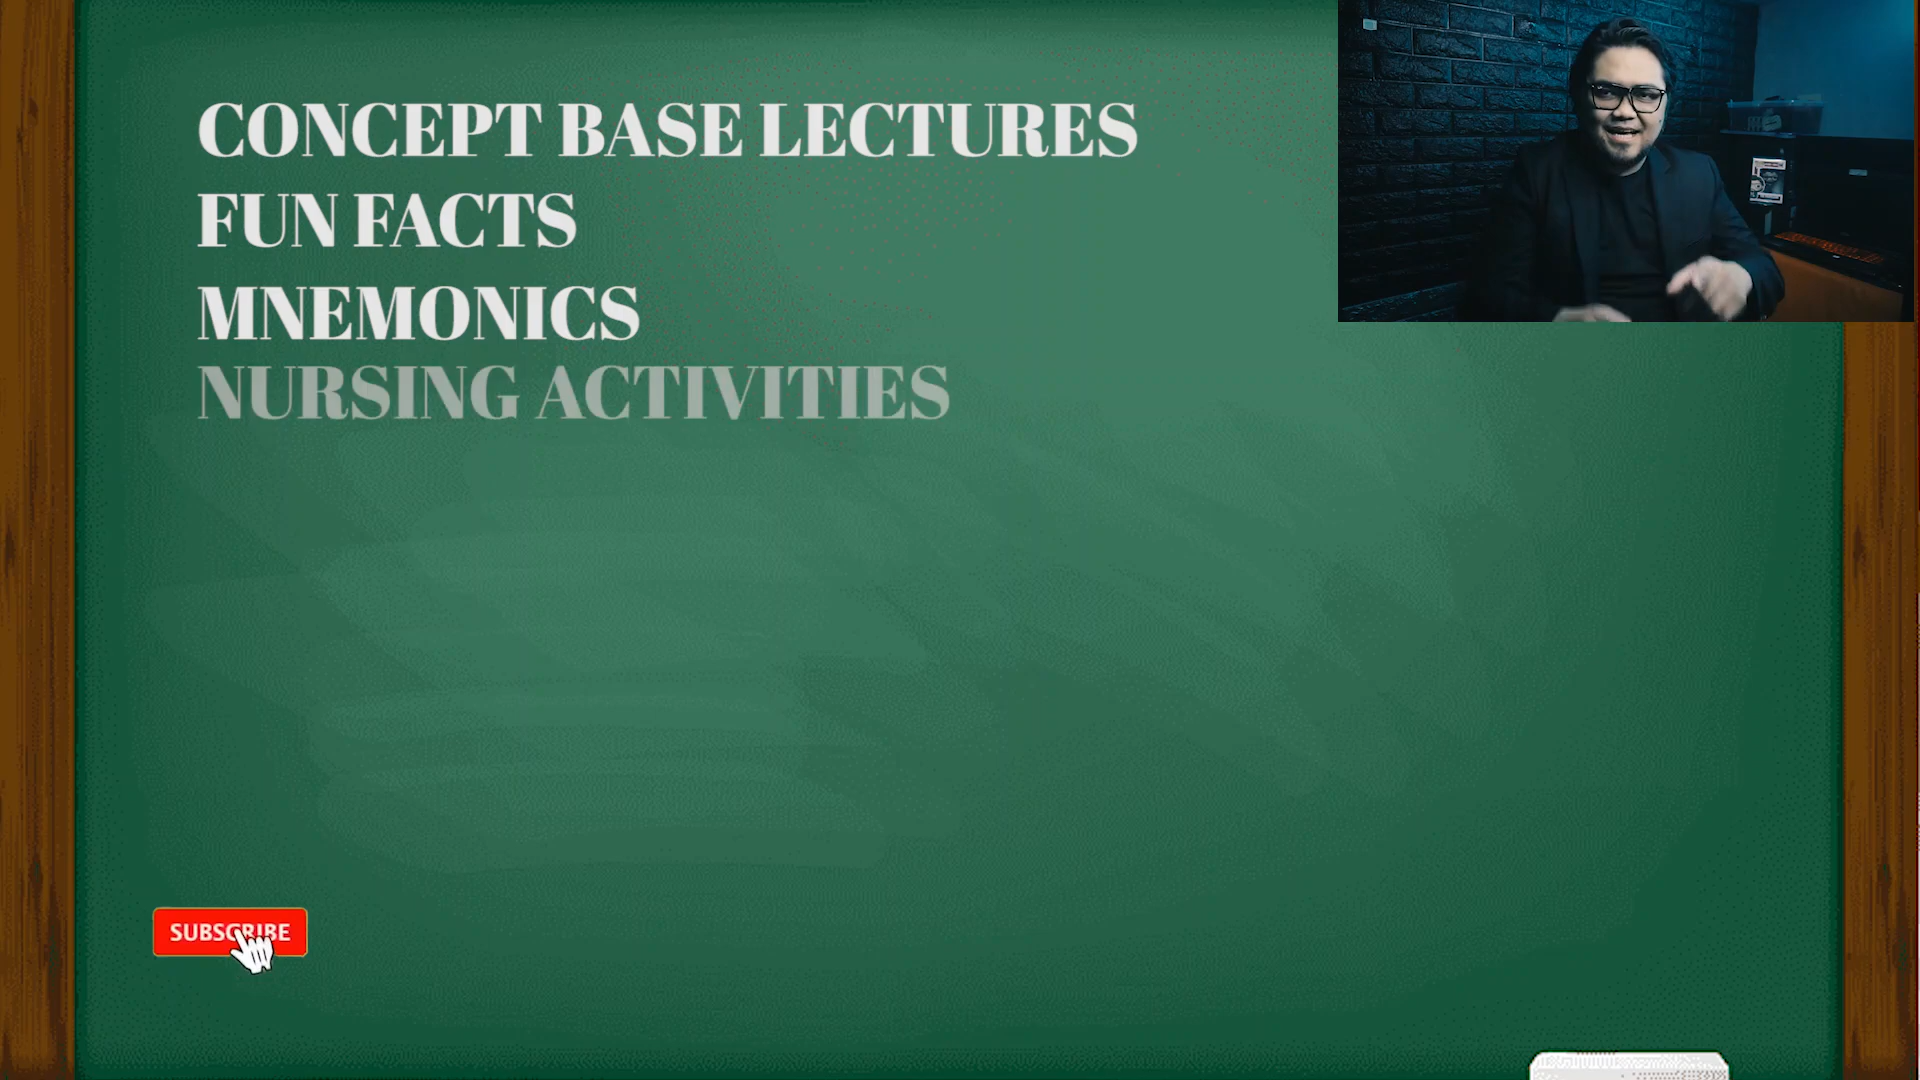 CONCEPT BASE LECTURES
FUN FACTS
MNEMONICS
NURSING ACTIVITIES
SUBSCRIBE